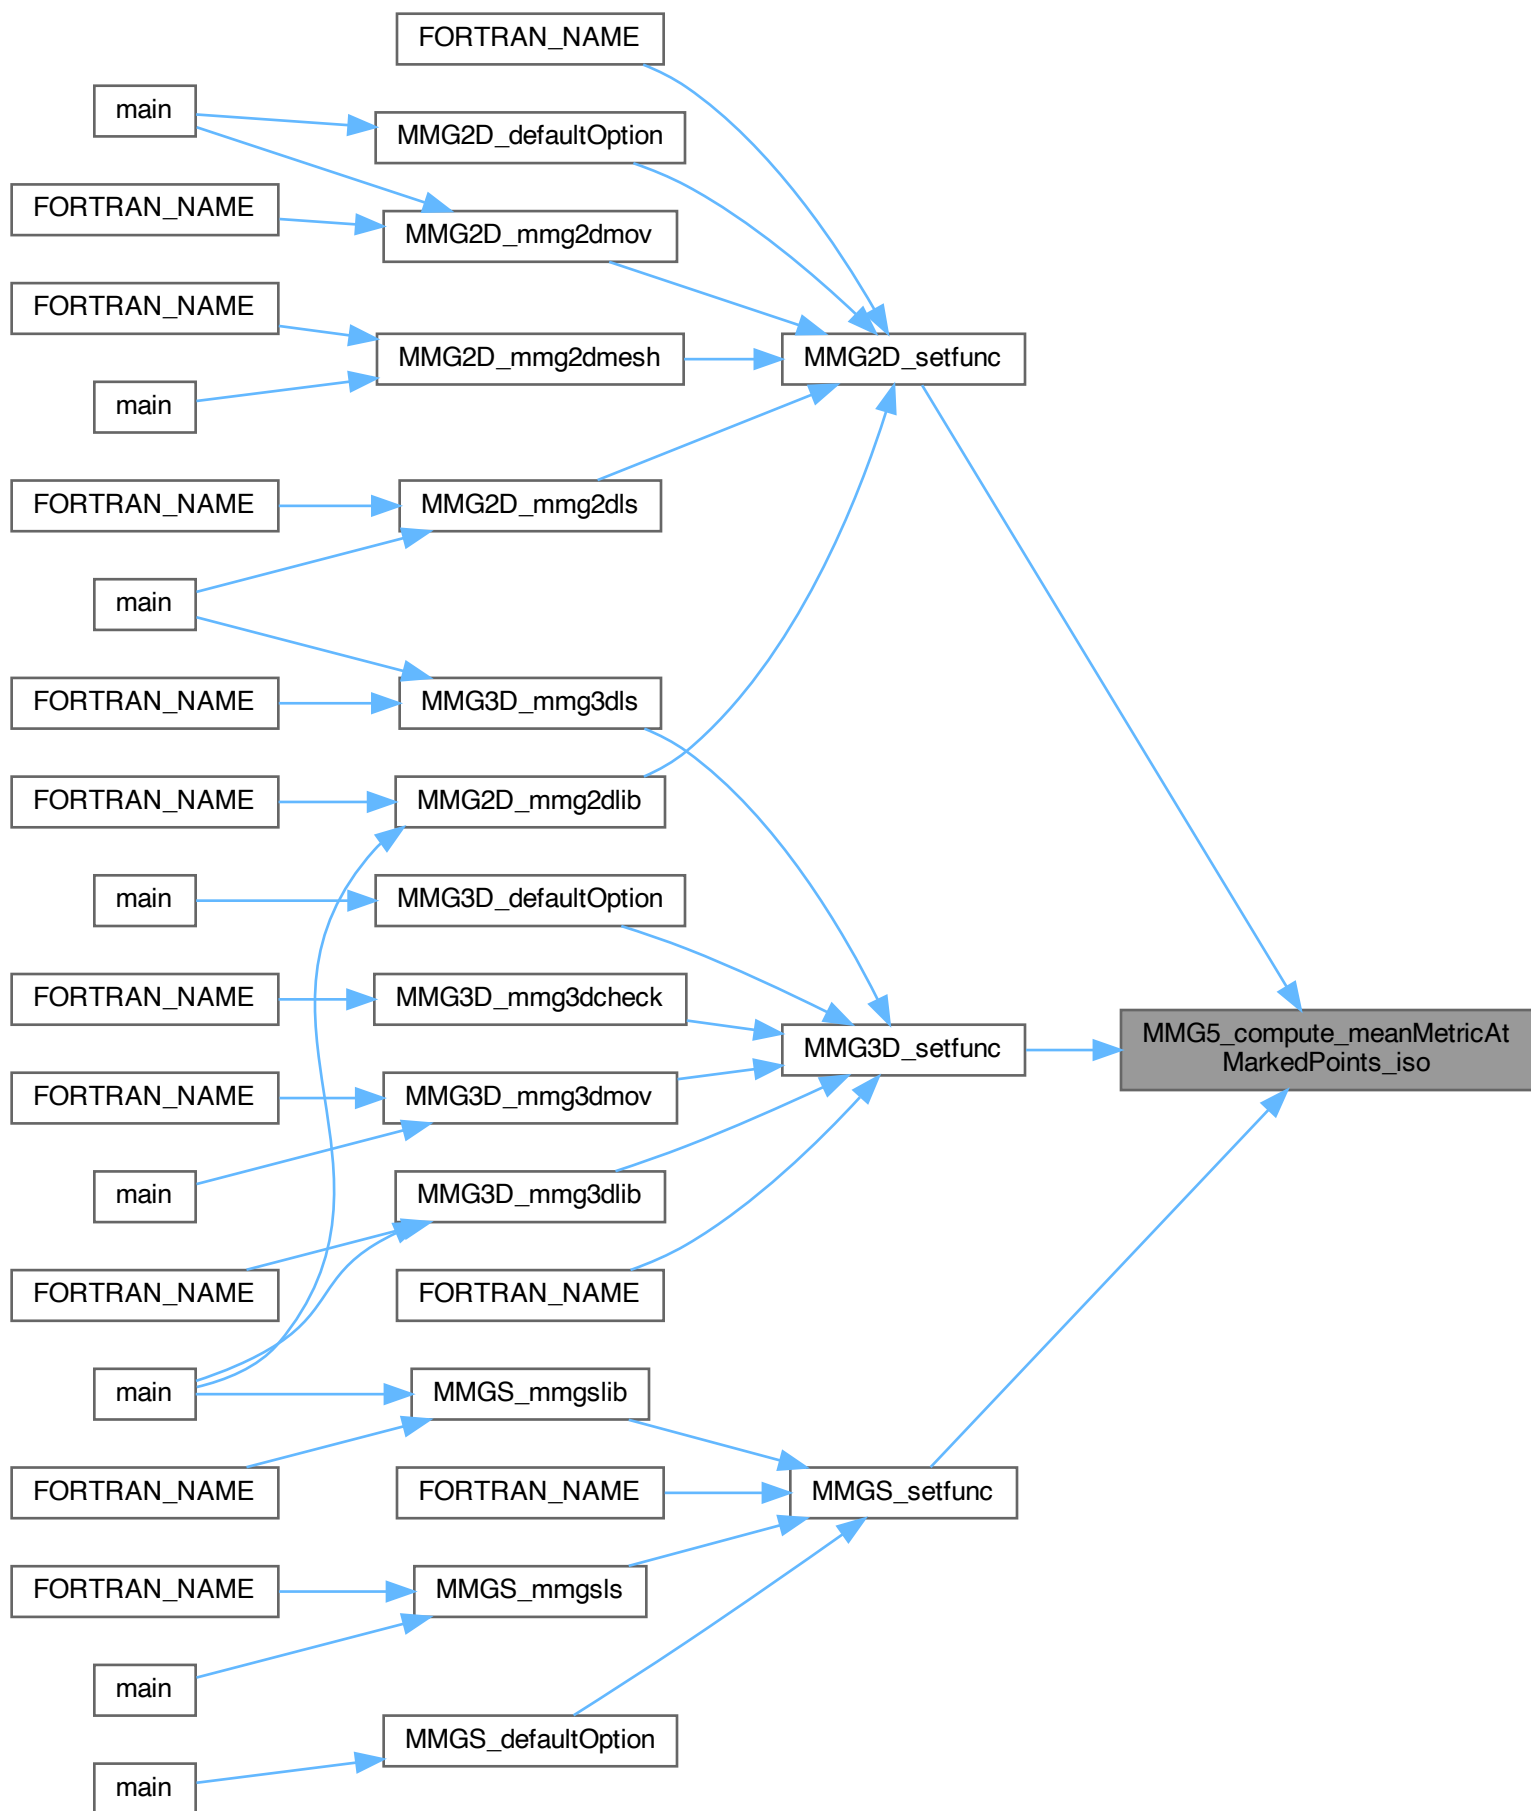 FORTRAN_NAME
main
MMG2D_defaultOption
FORTRAN_NAME
MMG2D_mmg2dmov
FORTRAN_NAME
MMG2D_mmg2dmesh
MMG2D_setfunc
main
FORTRAN_NAME
MMG2D_mmg2dls
main
FORTRAN_NAME
MMG3D_mmg3dls
FORTRAN_NAME
MMG2D_mmg2dlib
main
MMG3D_defaultOption
FORTRAN_NAME
MMG3D_mmg3dcheck
MMG3D_setfunc
MMG5_compute_meanMetricAt
MarkedPoints_iso
FORTRAN_NAME
MMG3D_mmg3dmov
main
MMG3D_mmg3dlib
FORTRAN_NAME
FORTRAN_NAME
main
MMGS_mmgslib
FORTRAN_NAME
FORTRAN_NAME
MMGS_setfunc
FORTRAN_NAME
MMGS_mmgsls
main
MMGS_defaultOption
main